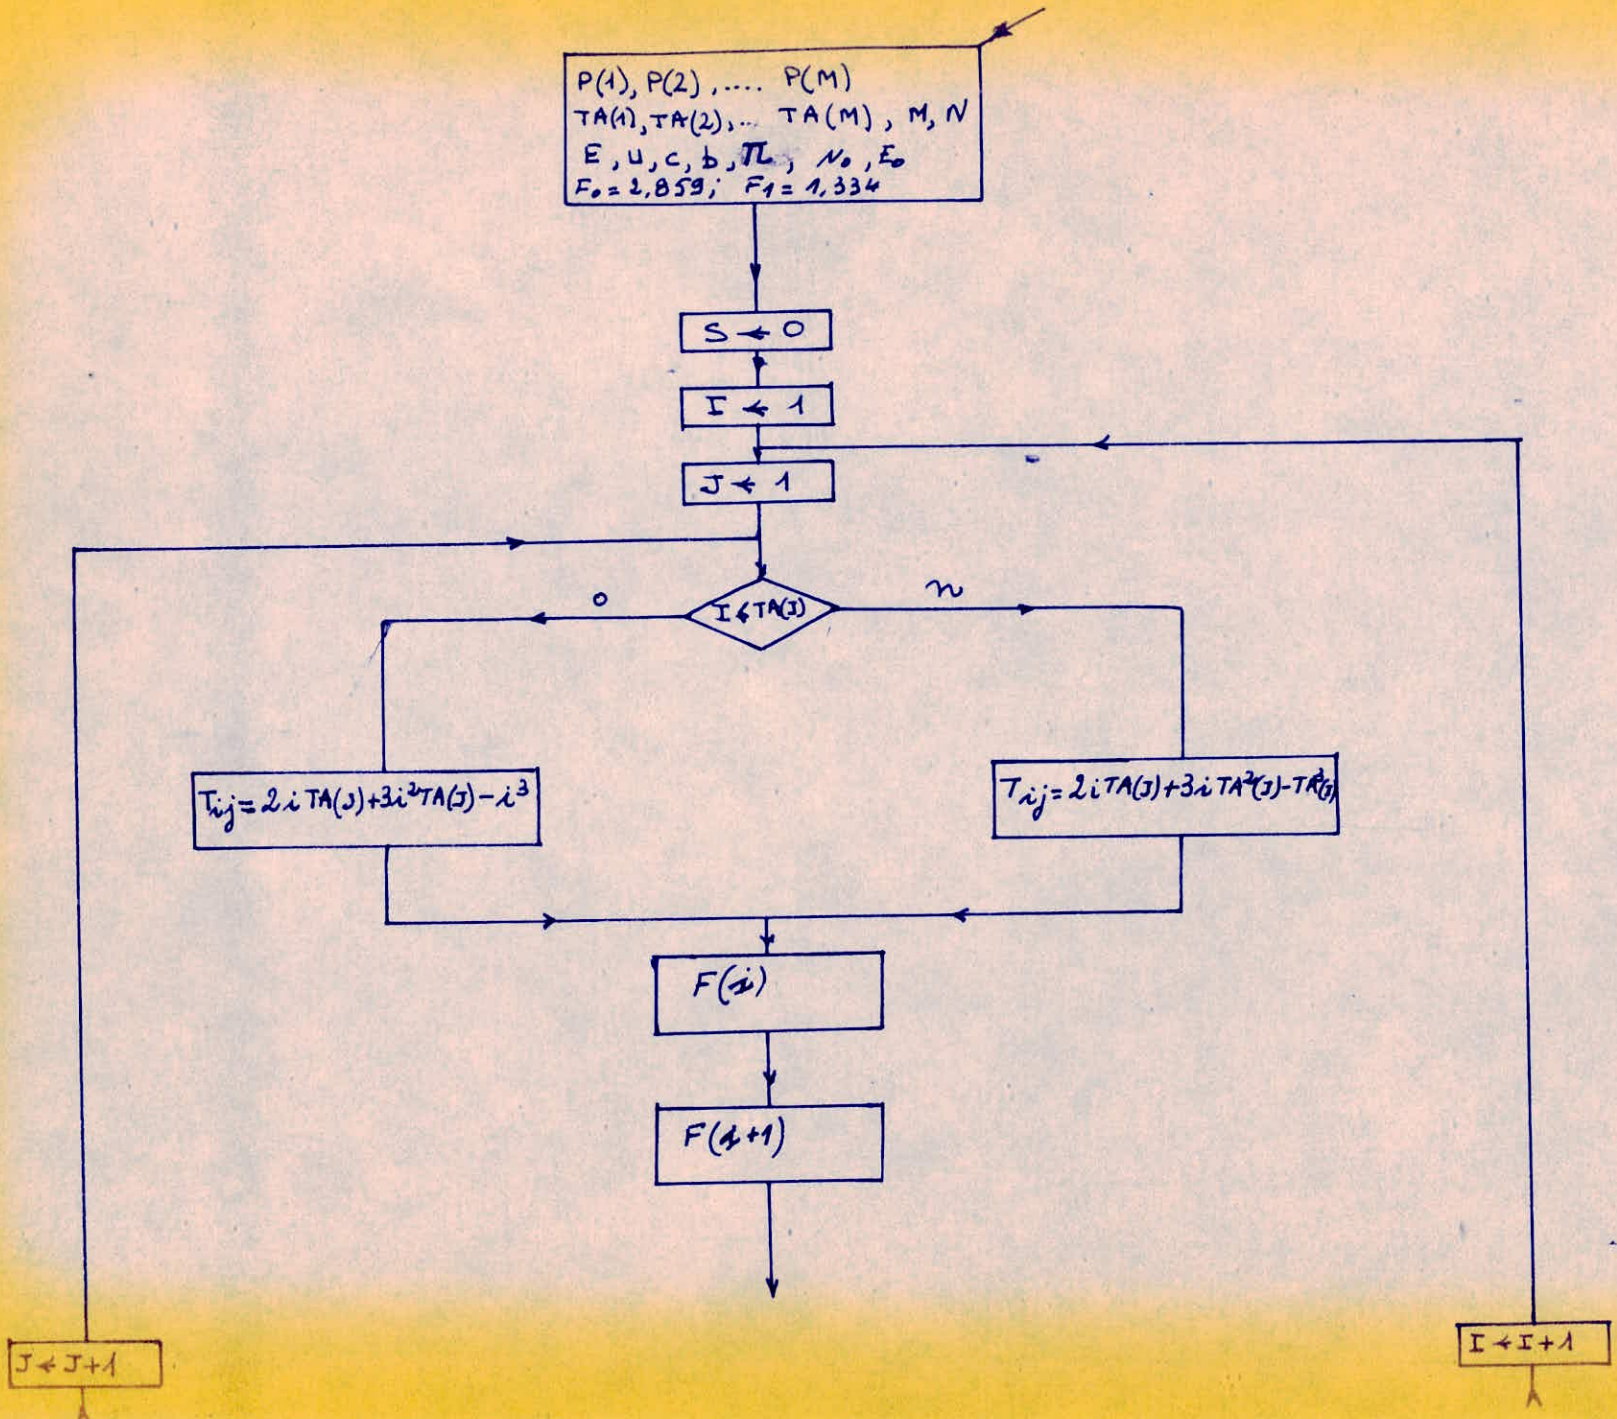 P(1), P(2), .... P(M)
TA(1), TA(2), ... TA(M), M, N
E, u, c, b, π, N₀, E₀
F₀ = 2,859; F₁ = 1,334
S ← 0
I ← 1
J ← 1
I ≤ TA(J)
o
n
Tij = 2i TA(J) + 3i² TA(J) - i³
Tij = 2i TA(J) + 3i TA²(J) - TA³(J)
F(i)
F(i+1)
J ← J+1
I ← I+1